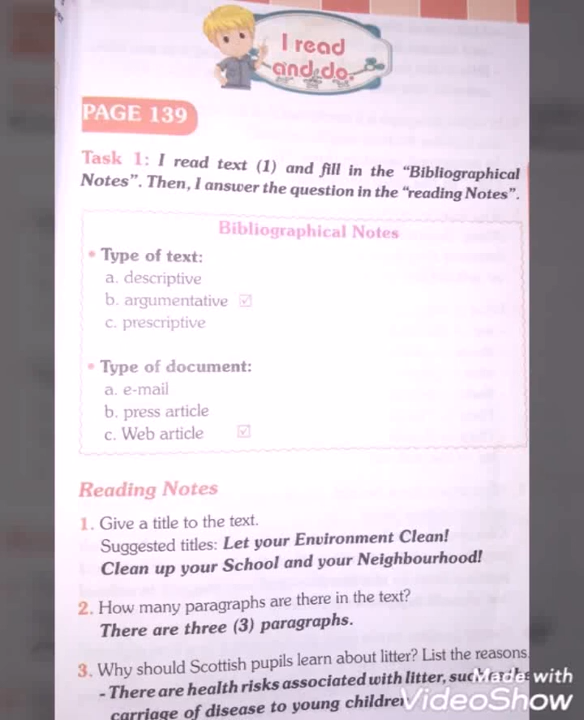 I read
and do.
PAGE 139
Task 1: I read text (1) and fill in the "Bibliographical
Notes". Then, I answer the question in the "reading Notes".
Bibliographical Notes
• Type of text:
a. descriptive
b. argumentative ☑
c. prescriptive
• Type of document:
a. e-mail
b. press article
c. Web article ☑
Reading Notes
1. Give a title to the text.
Suggested titles: Let your Environment Clean!
Clean up your School and your Neighbourhood!
2. How many paragraphs are there in the text?
There are three (3) paragraphs.
3. Why should Scottish pupils learn about litter? List the reasons.
- There are health risks associated with litter,
carriage of disease to young
Made with
VideoShow